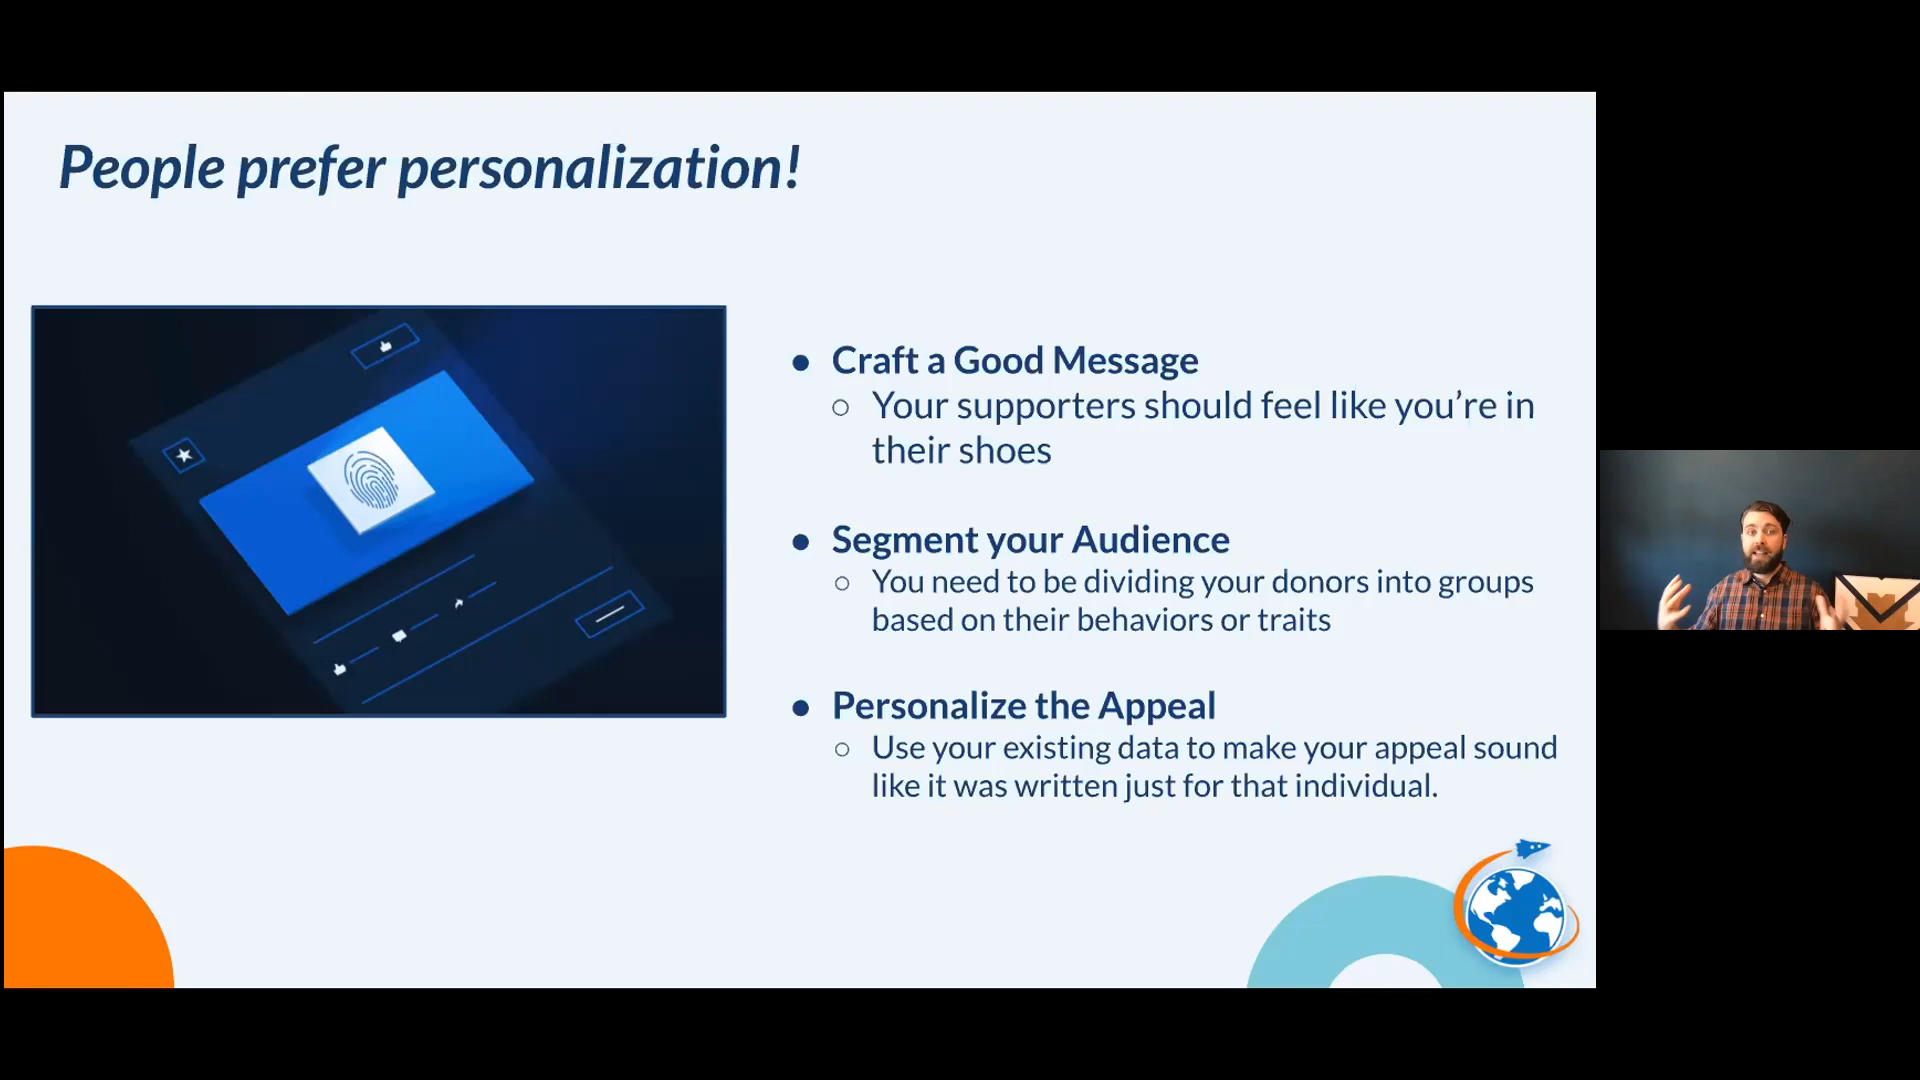 People prefer personalization!
● Craft a Good Message
○ Your supporters should feel like you’re in
their shoes
● Segment your Audience
○ You need to be dividing your donors into groups
based on their behaviors or traits
● Personalize the Appeal
○ Use your existing data to make your appeal sound
like it was written just for that individual.